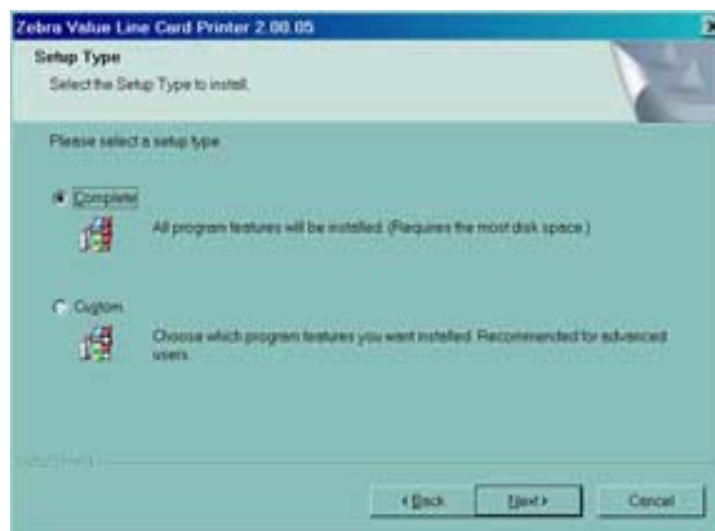 Zebra Value Line Card Printer 2.00.05
Setup Type
Select the Setup Type to install.
Please select a setup type.
Complete
All program features will be installed. (Requires the most disk space.)
Custom
Choose which program features you want installed. Recommended for advanced
users.
InstallShield
< Back
Next >
Cancel